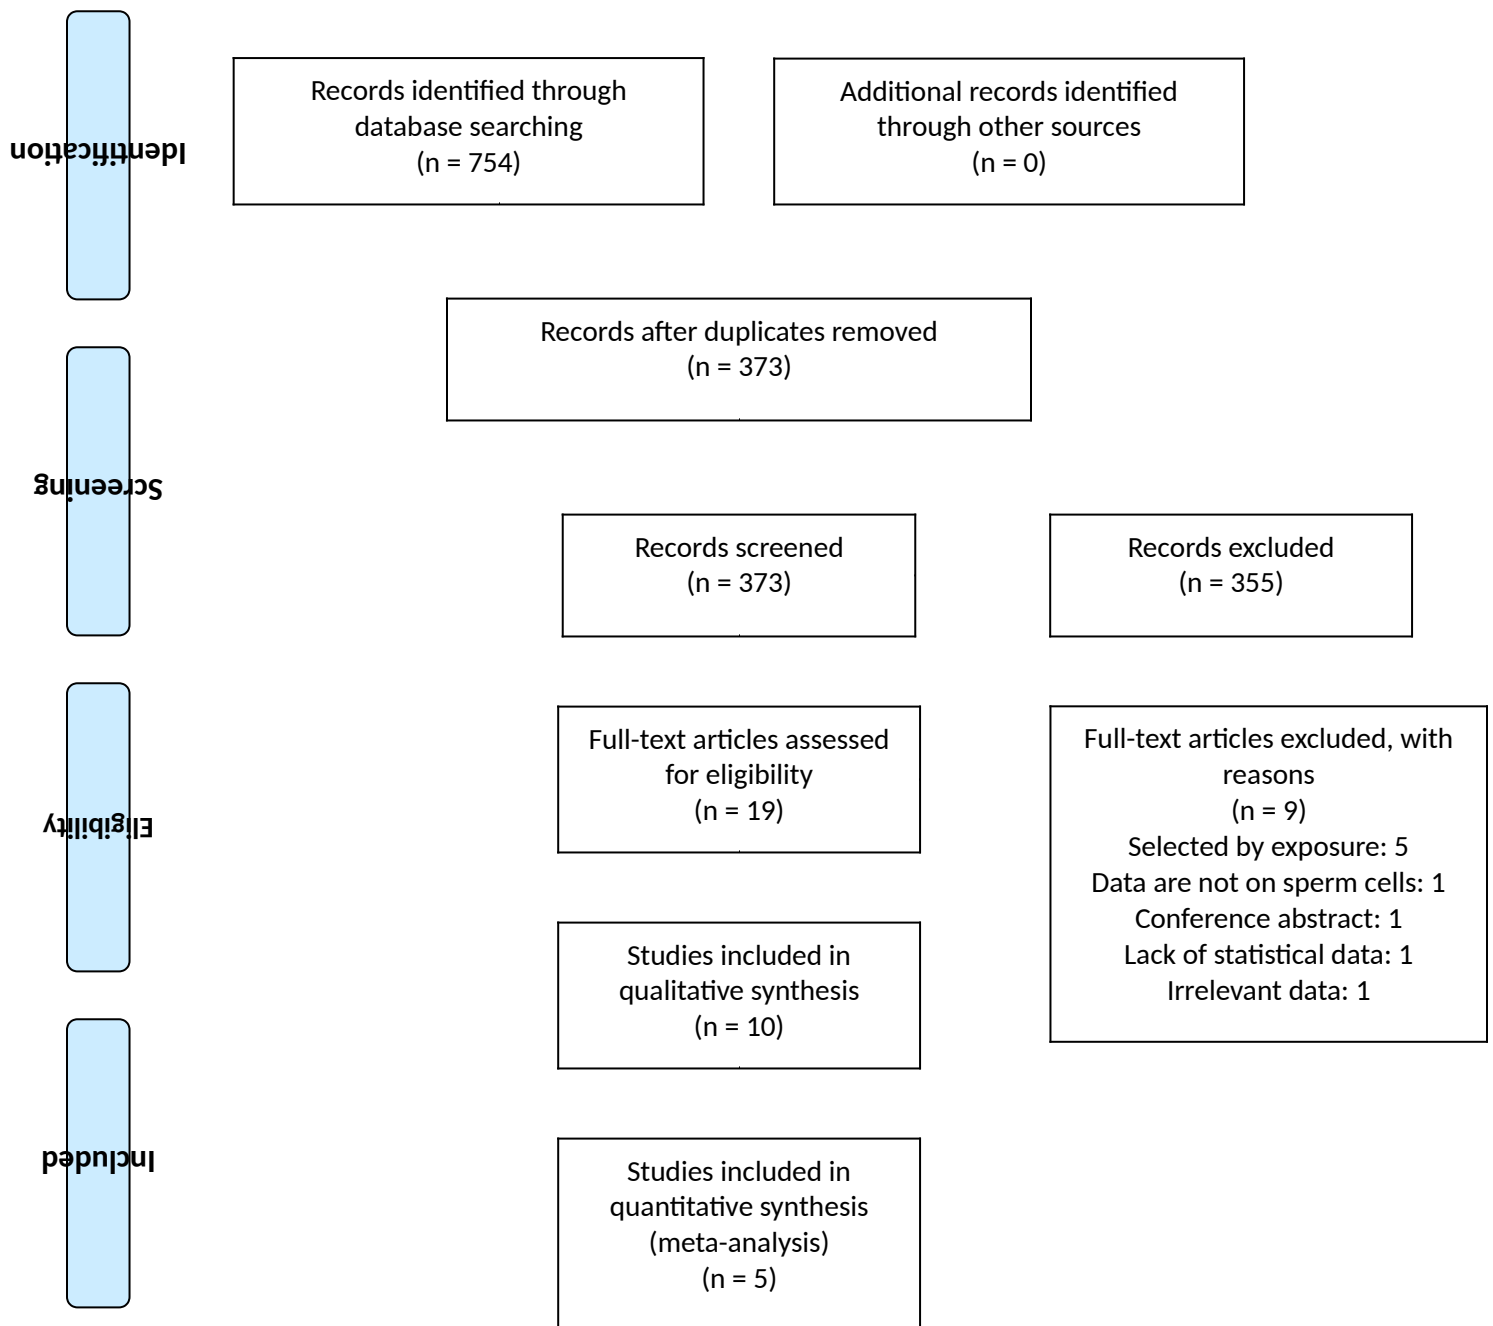 Identification
Records identified through
database searching
(n = 754)
Additional records identified
through other sources
(n = 0)
Records after duplicates removed
(n = 373)
Screening
Records screened
(n = 373)
Records excluded
(n = 355)
Eligibility
Full-text articles assessed
for eligibility
(n = 19)
Full-text articles excluded, with
reasons
(n = 9)
Selected by exposure: 5
Data are not on sperm cells: 1
Conference abstract: 1
Lack of statistical data: 1
Irrelevant data: 1
Studies included in
qualitative synthesis
(n = 10)
Included
Studies included in
quantitative synthesis
(meta-analysis)
(n = 5)